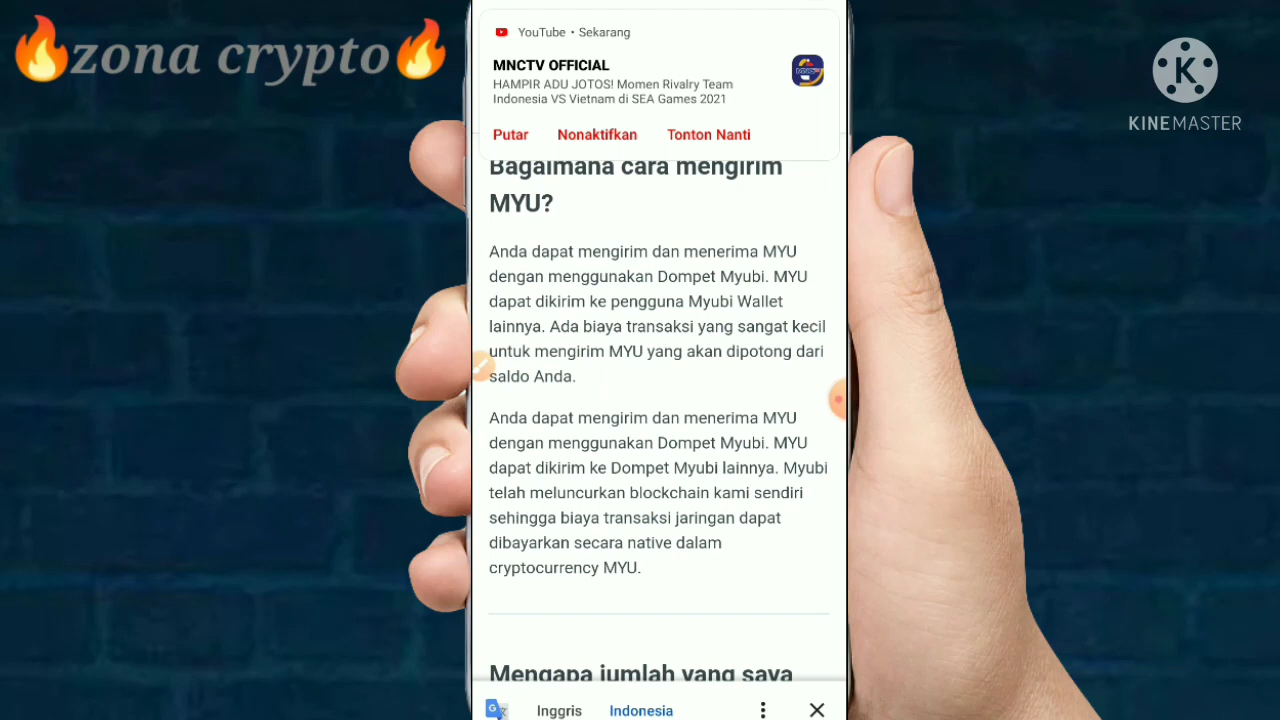 zona crypto
KINEMASTER
YouTube • Sekarang
MNCTV OFFICIAL
HAMPIR ADU JOTOS! Momen Rivalry Team
Indonesia VS Vietnam di SEA Games 2021
Putar Nonaktifkan Tonton Nanti
Bagaimana cara mengirim
MYU?
Anda dapat mengirim dan menerima MYU
dengan menggunakan Dompet Myubi. MYU
dapat dikirim ke pengguna Myubi Wallet
lainnya. Ada biaya transaksi yang sangat kecil
untuk mengirim MYU yang akan dipotong dari
saldo Anda.
Anda dapat mengirim dan menerima MYU
dengan menggunakan Dompet Myubi. MYU
dapat dikirim ke Dompet Myubi lainnya. Myubi
telah meluncurkan blockchain kami sendiri
sehingga biaya transaksi jaringan dapat
dibayarkan secara native dalam
cryptocurrency MYU.
Mengapa jumlah yang saya
Inggris Indonesia